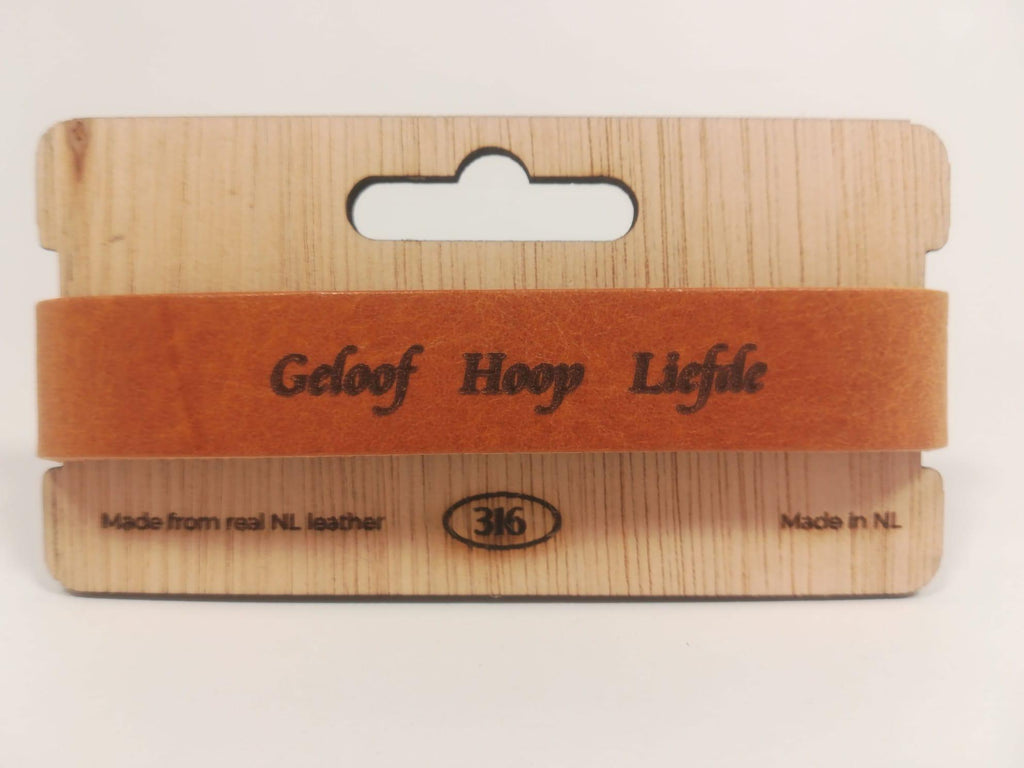 Geloof Hoop Liefde
Made from real NL leather
316
Made in NL